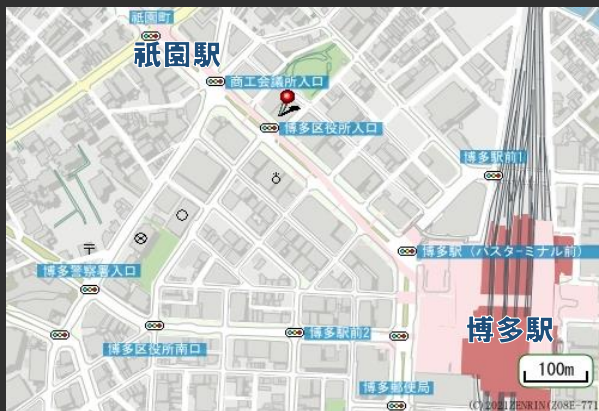 祇園町
祇園駅
商工会議所入口
博多区役所入口
博多駅前1
博多駅（バスターミナル前）
博多警察署入口
博多駅
博多駅前2
博多区役所南口
100m
博多郵便局
(C)2021ZENRIN(Z08E-771